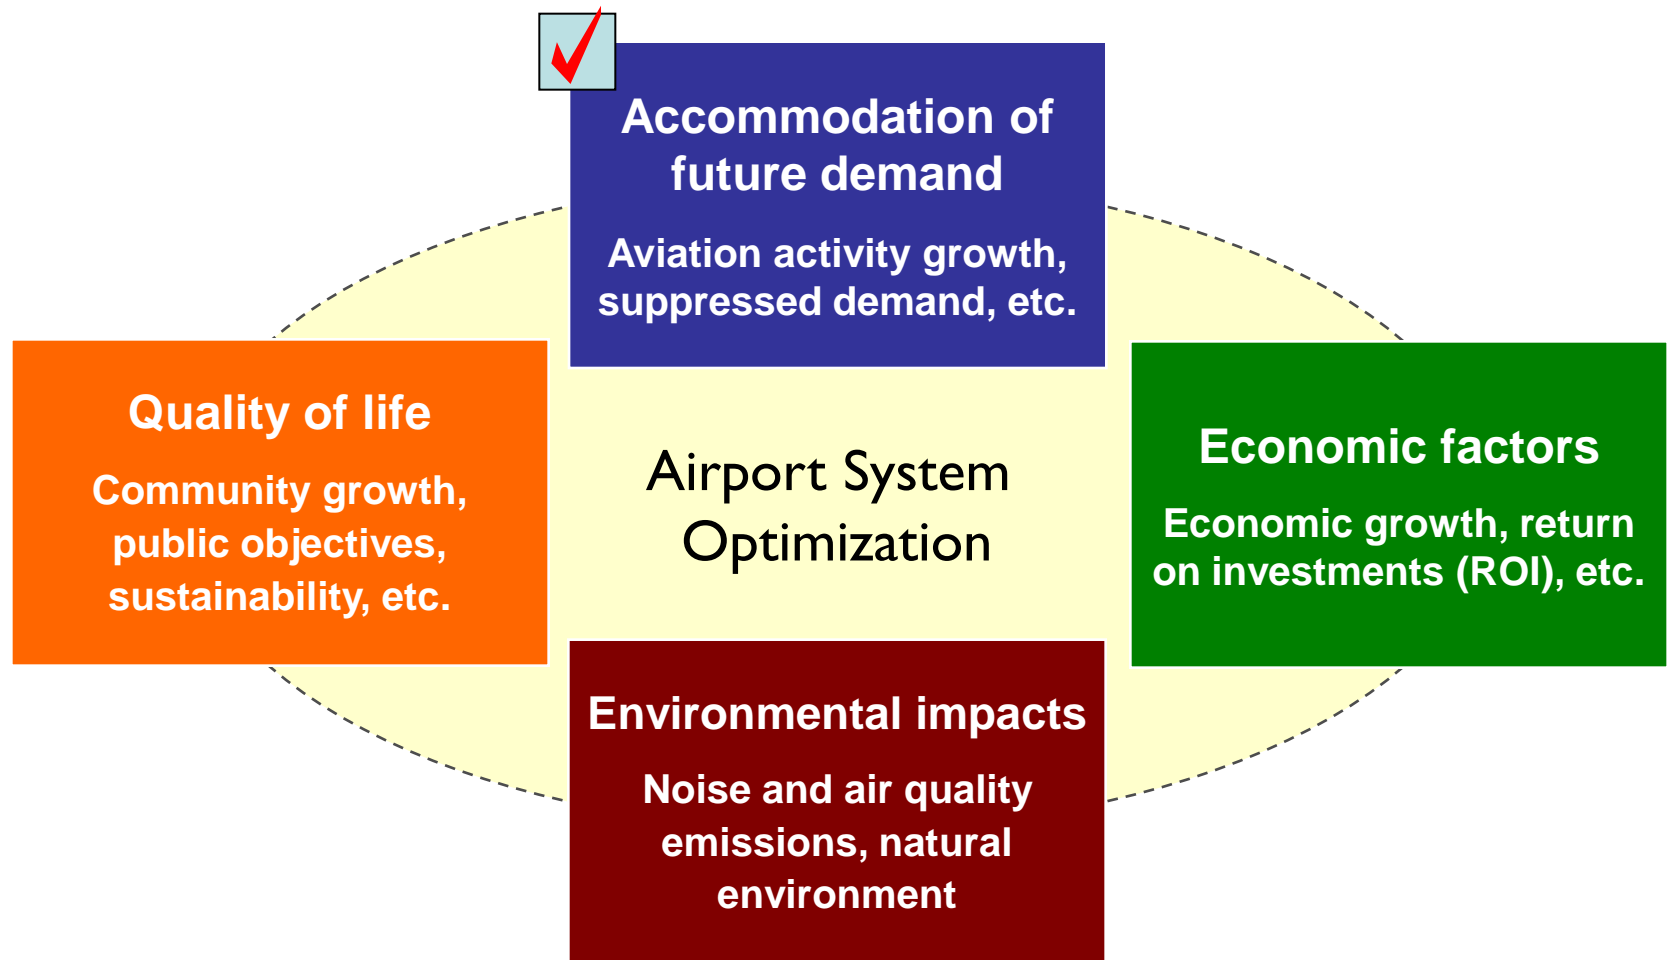 Accommodation of
future demand
Aviation activity growth,
suppressed demand, etc.
Quality of life
Community growth,
public objectives,
sustainability, etc.
Airport System
Optimization
Economic factors
Economic growth, return
on investments (ROI), etc.
Environmental impacts
Noise and air quality
emissions, natural
environment